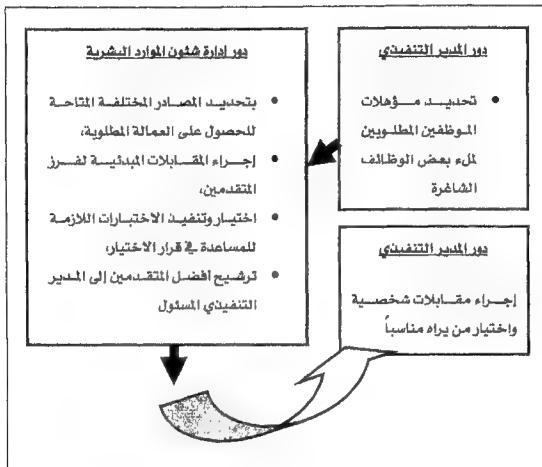 دور المدير التنفيذي
• تحديد مؤهلات
الموظفين المطلوبين
لملء بعض الوظائف
الشاغرة
دور إدارة شئون الموارد البشرية
• بتحديد المصادر المختلفة المتاحة
للحصول على العمالة المطلوبة،
• إجراء المقابلات المبدئية لفرز
المتقدمين،
• اختيار وتنفيذ الاختبارات اللازمة
للمساعدة في قرار الاختيار،
• ترشيح افضل المتقدمين إلى المدير
التنفيذي المسئول
دور المدير التنفيذي
إجراء مقابلات شخصية
واختيار من يراه مناسباً